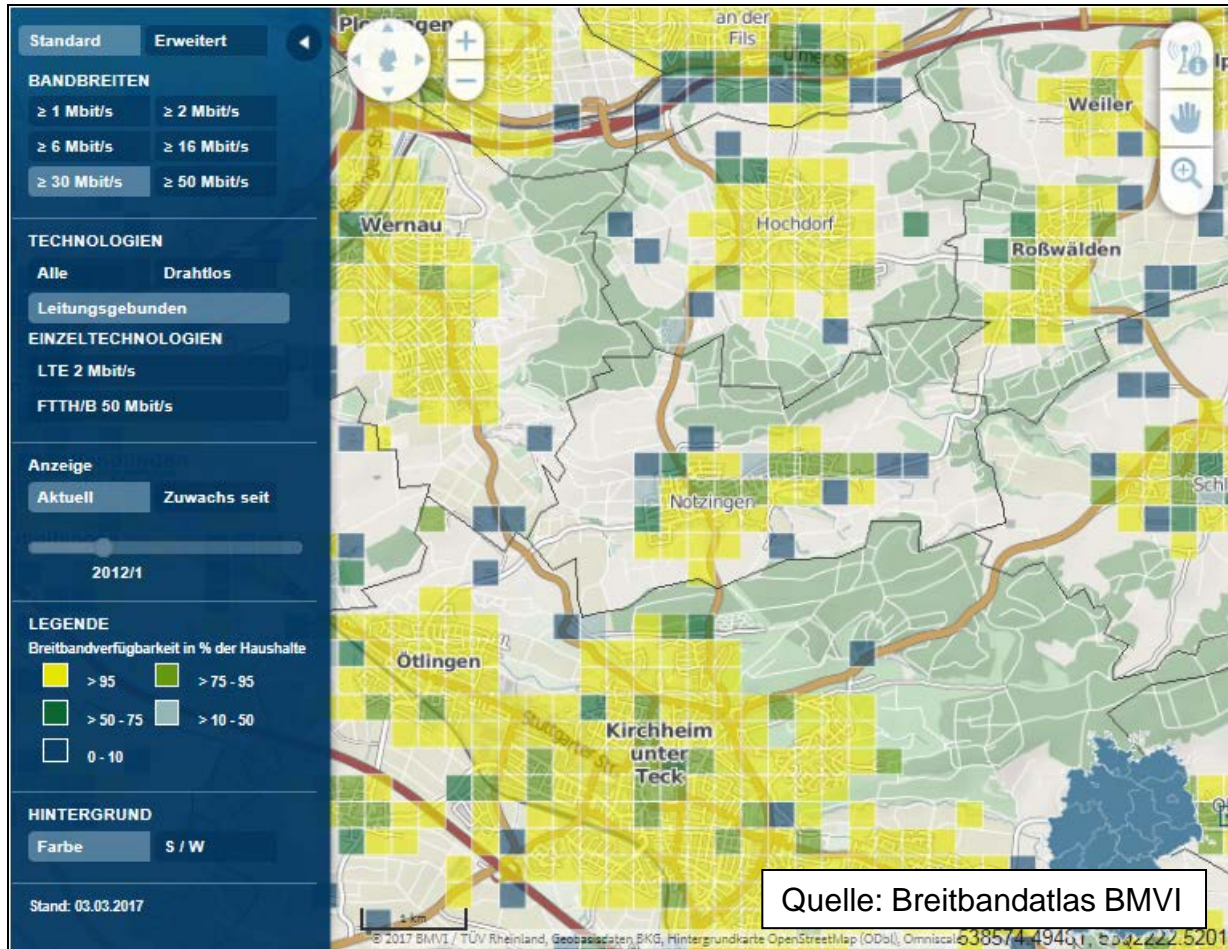 Standard Erweitert
BANDBREITEN
≥ 1 Mbit/s ≥ 2 Mbit/s
≥ 6 Mbit/s ≥ 16 Mbit/s
≥ 30 Mbit/s ≥ 50 Mbit/s
TECHNOLOGIEN
Alle Drahtlos
Leitungsgebunden
EINZELTECHNOLOGIEN
LTE 2 Mbit/s
FTTH/B 50 Mbit/s
Anzeige
Aktuell Zuwachs seit
2012/1
LEGENDE
Breitbandverfügbarkeit in % der Haushalte
> 95 > 75 - 95
> 50 - 75 > 10 - 50
0 - 10
HINTERGRUND
Farbe S / W
Stand: 03.03.2017
an der
Fils
Weiler
Wernau
Hochdorf
Roßwälden
Notzingen
Schl
Ötlingen
Stuttgarter Str.
Kirchheim
unter
Teck
1 km
Quelle: Breitbandatlas BMVI
© 2017 BMVI / TÜV Rheinland, Geobasisdaten BKG, Hintergrundkarte OpenStreetMap (ODbL), Omniscale